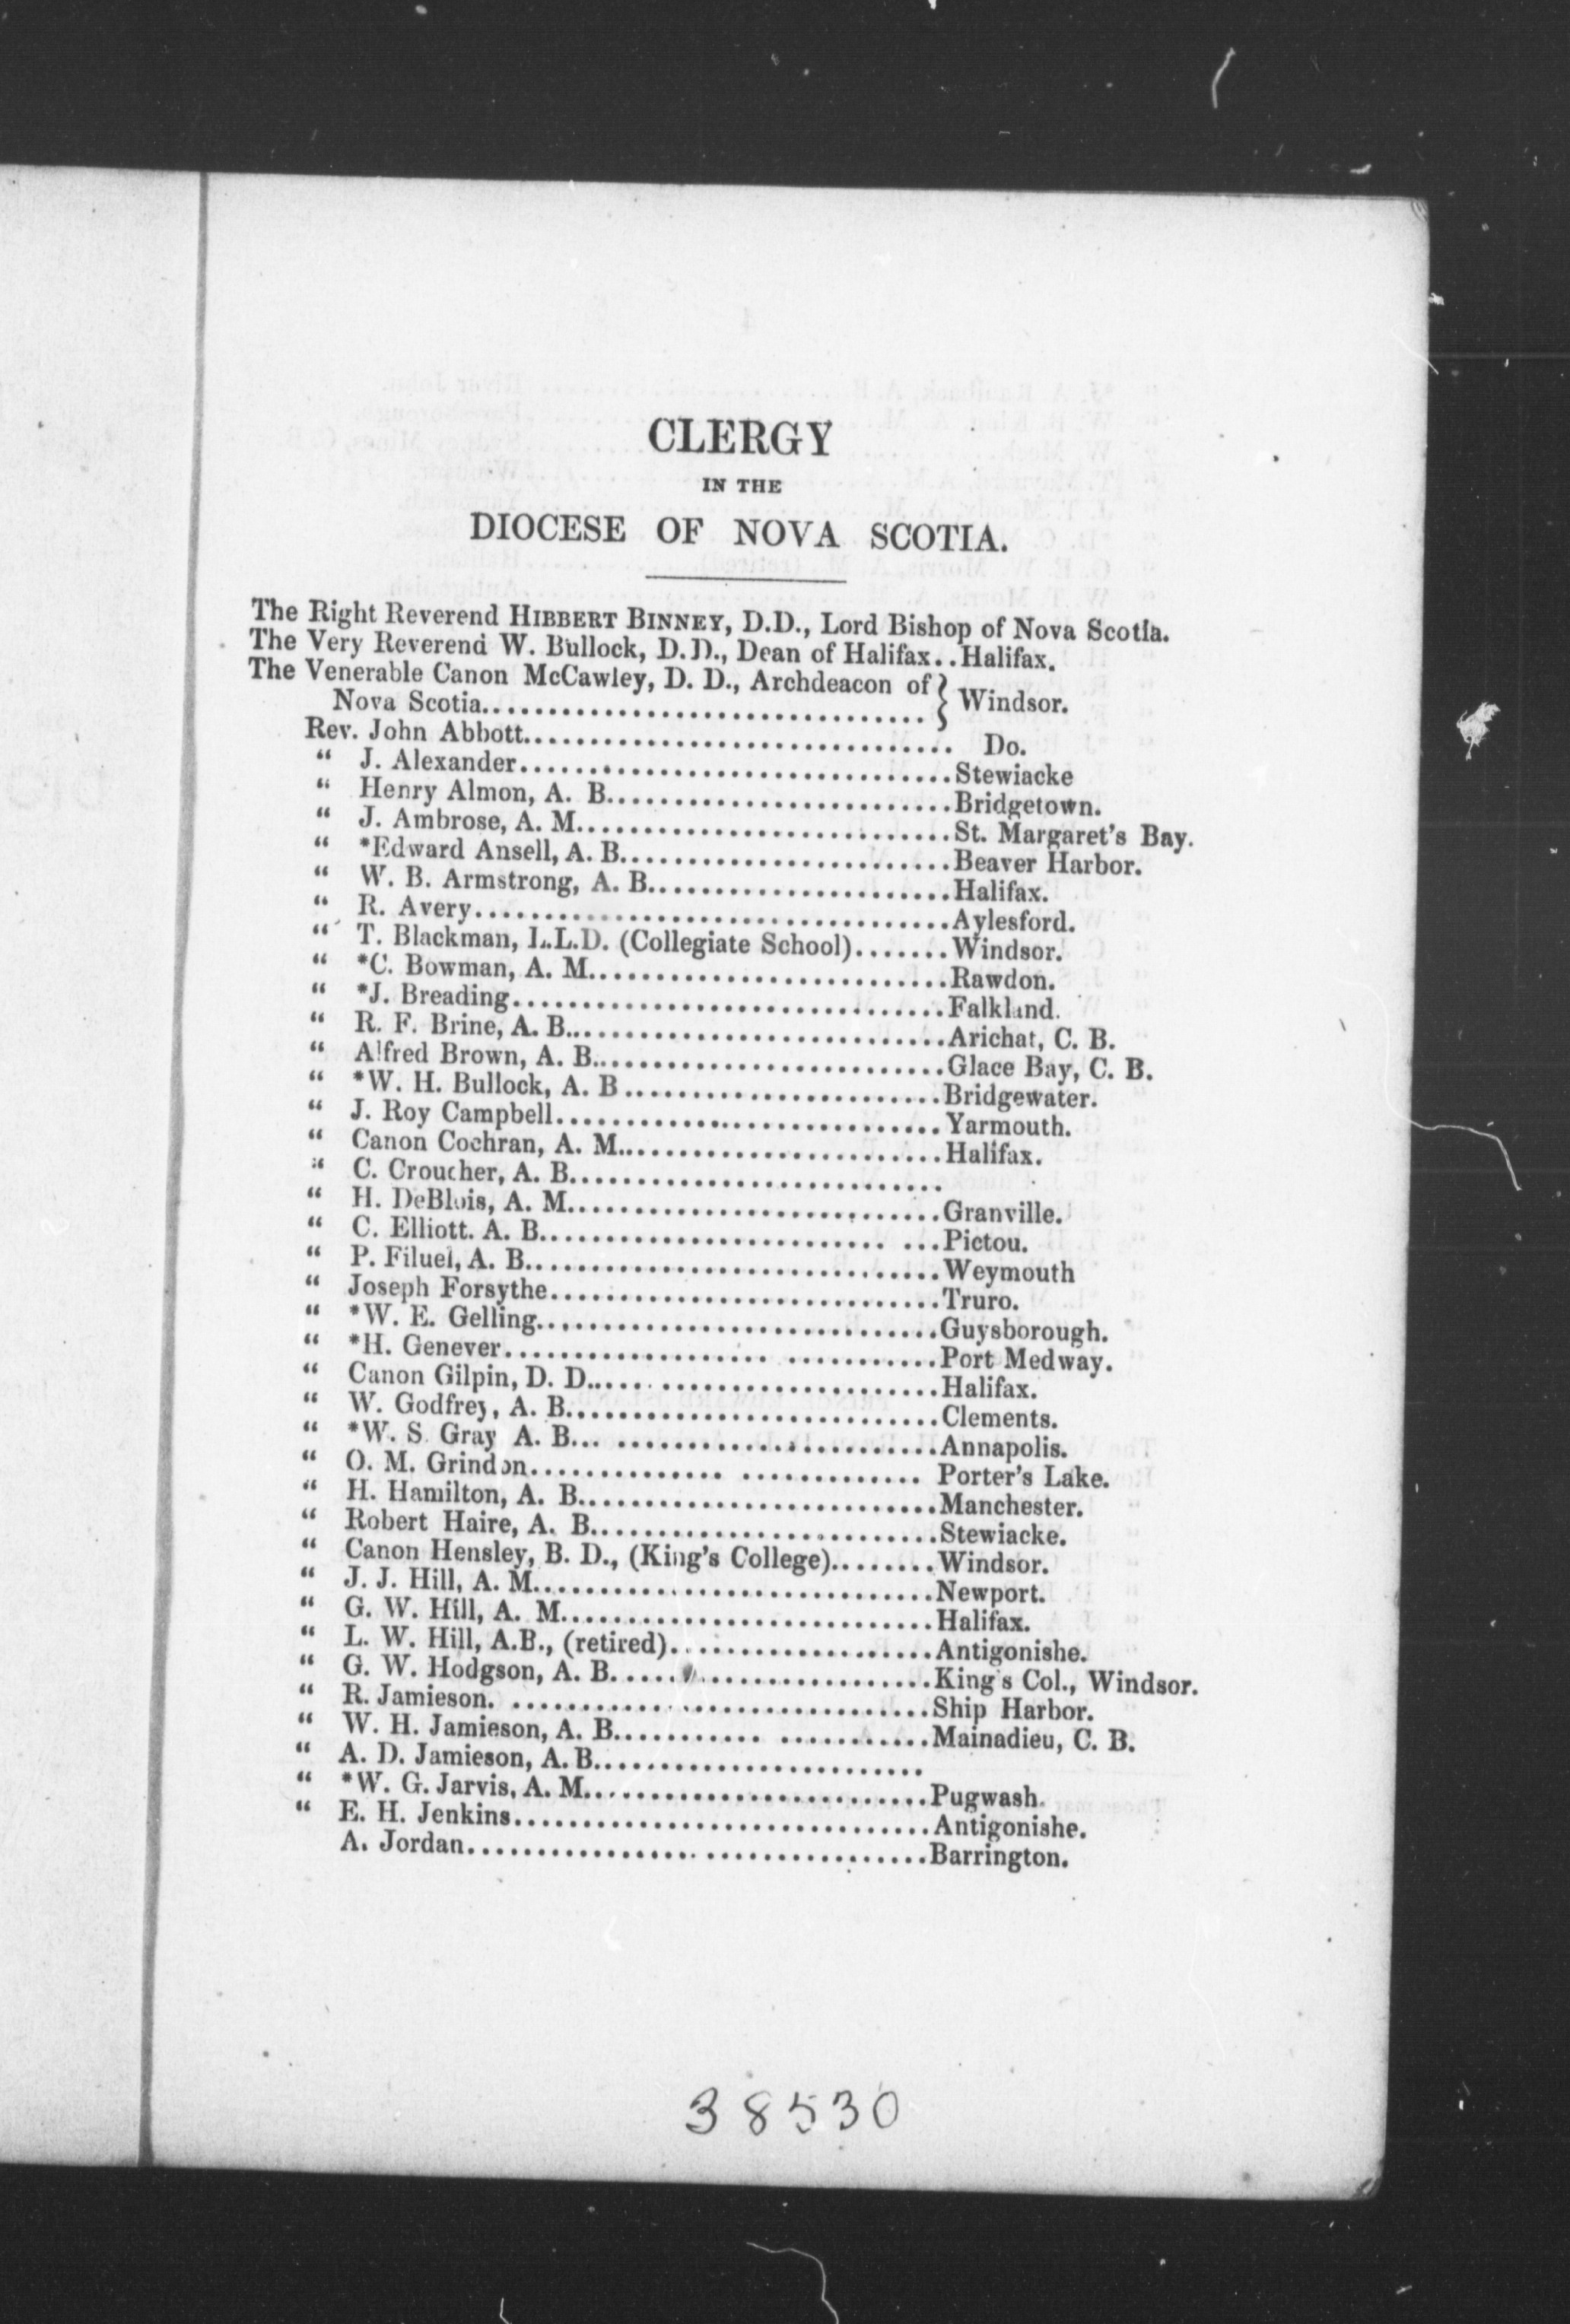 CLERGY
IN THE
DIOCESE OF NOVA SCOTIA.
The Right Reverend HIBBERT BINNEY, D.D., Lord Bishop of Nova Scotia.
The Very Reverend W. Bullock, D.D., Dean of Halifax..Halifax.
The Venerable Canon McCawley, D. D., Archdeacon of } Windsor.
Nova Scotia.................................
Rev. John Abbott................................ Do.
“ J. Alexander................................Stewiacke
“ Henry Almon, A. B..........................Bridgetown.
“ J. Ambrose, A. M............................St. Margaret's Bay.
“ *Edward Ansell, A. B.........................Beaver Harbor.
“ W. B. Armstrong, A. B.......................Halifax.
“ R. Avery...................................Aylesford.
“ T. Blackman, L.L.D. (Collegiate School).......Windsor.
“ *C. Bowman, A. M...........................Rawdon.
“ *J. Breading................................Falkland.
“ R. F. Brine, A. B............................Arichat, C. B.
“ Alfred Brown, A. B..........................Glace Bay, C. B.
“ *W. H. Bullock, A. B ........................Bridgewater.
“ J. Roy Campbell.............................Yarmouth.
“ Canon Cochran, A. M........................Halifax.
“ C. Croucher, A. B............................
“ H. DeBlois, A. M............................Granville.
“ C. Elliott. A. B.......................... ...Pictou.
“ P. Filuel, A. B...............................Weymouth
“ Joseph Forsythe.............................Truro.
“ *W. E. Gelling..............................Guysborough.
“ *H. Genever.................... ...........Port Medway.
“ Canon Gilpin, D. D..... .....................Halifax.
“ W. Godfrey, A. B............................Clements.
“ *W. S. Gray A. B... ........................Annapolis.
“ O. M. Grindon.............. ............. Porter's Lake.
“ H. Hamilton, A. B...........................Manchester.
“ Robert Haire, A. B..........................Stewiacke.
“ Canon Hensley, B. D., (King's College)........Windsor.
“ J. J. Hill, A. M..............................Newport.
“ G. W. Hill, A. M............................Halifax.
“ L. W. Hill, A.B., (retired)....................Antigonishe.
“ G. W. Hodgson, A. B........................King's Col., Windsor.
“ R. Jamieson. ...............................Ship Harbor.
“ W. H. Jamieson, A. B........... ...........Mainadieu, C. B.
“ A. D. Jamieson, A. B.........................
“ *W. G. Jarvis, A. M..........................Pugwash.
“ E. H. Jenkins...............................Antigonishe.
A. Jordan................. .................Barrington.
38530